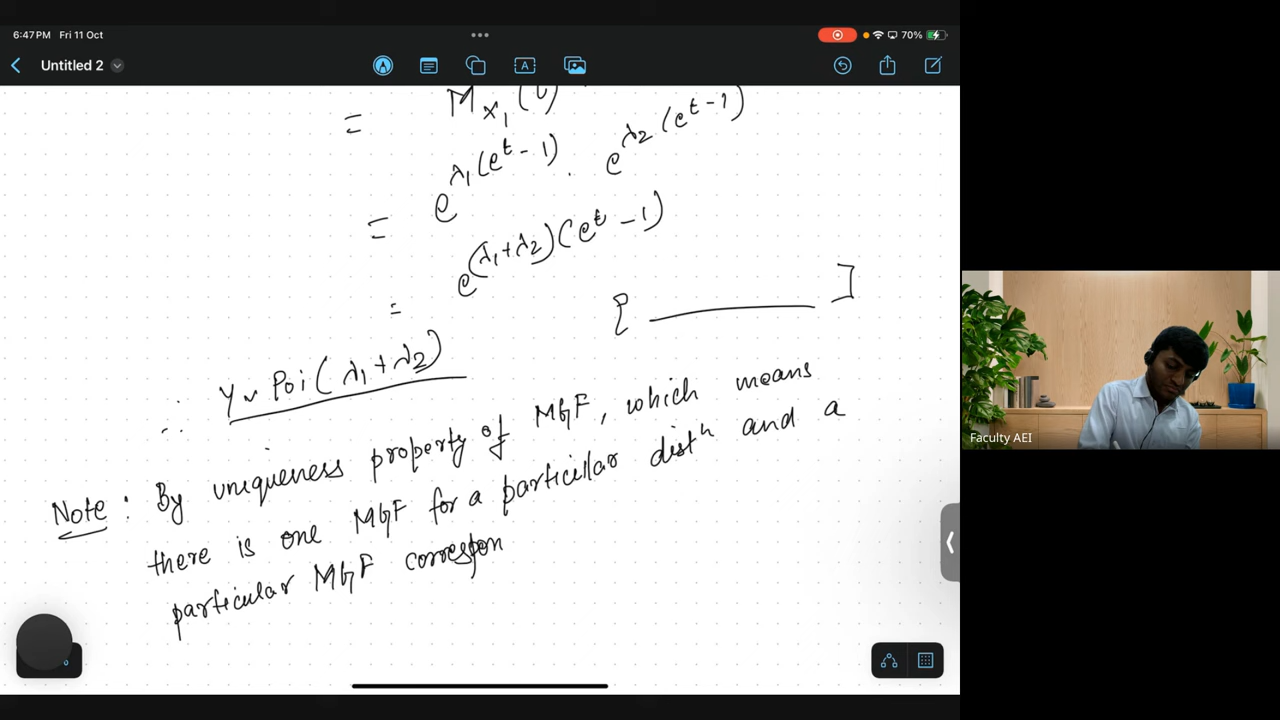 6:47 PM Fri 11 Oct
70%
Untitled 2
A
= M_{X_1}(t)
= e^{λ_1(e^t - 1)} . e^{λ_2(e^t - 1)}
= e^{(λ_1+λ_2)(e^t - 1)}
[ ]
∴ Y ~ Poi(λ_1 + λ_2)
Note : By uniqueness property of MGF, which means
there is one MGF for a particular dist^n and a
particular MGF correspon
Faculty AEI